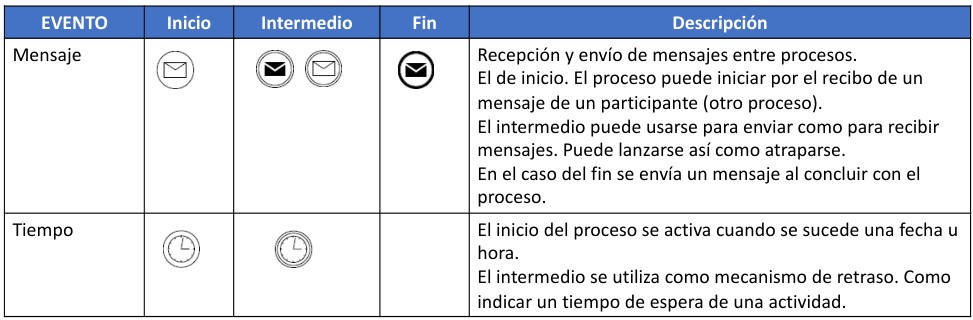 EVENTO Inicio Intermedio Fin Descripción
Mensaje
Recepción y envío de mensajes entre procesos.
El de inicio. El proceso puede iniciar por el recibo de un
mensaje de un participante (otro proceso).
El intermedio puede usarse para enviar como para recibir
mensajes. Puede lanzarse así como atraparse.
En el caso del fin se envía un mensaje al concluir con el
proceso.
Tiempo
El inicio del proceso se activa cuando se sucede una fecha u
hora.
El intermedio se utiliza como mecanismo de retraso. Como
indicar un tiempo de espera de una actividad.